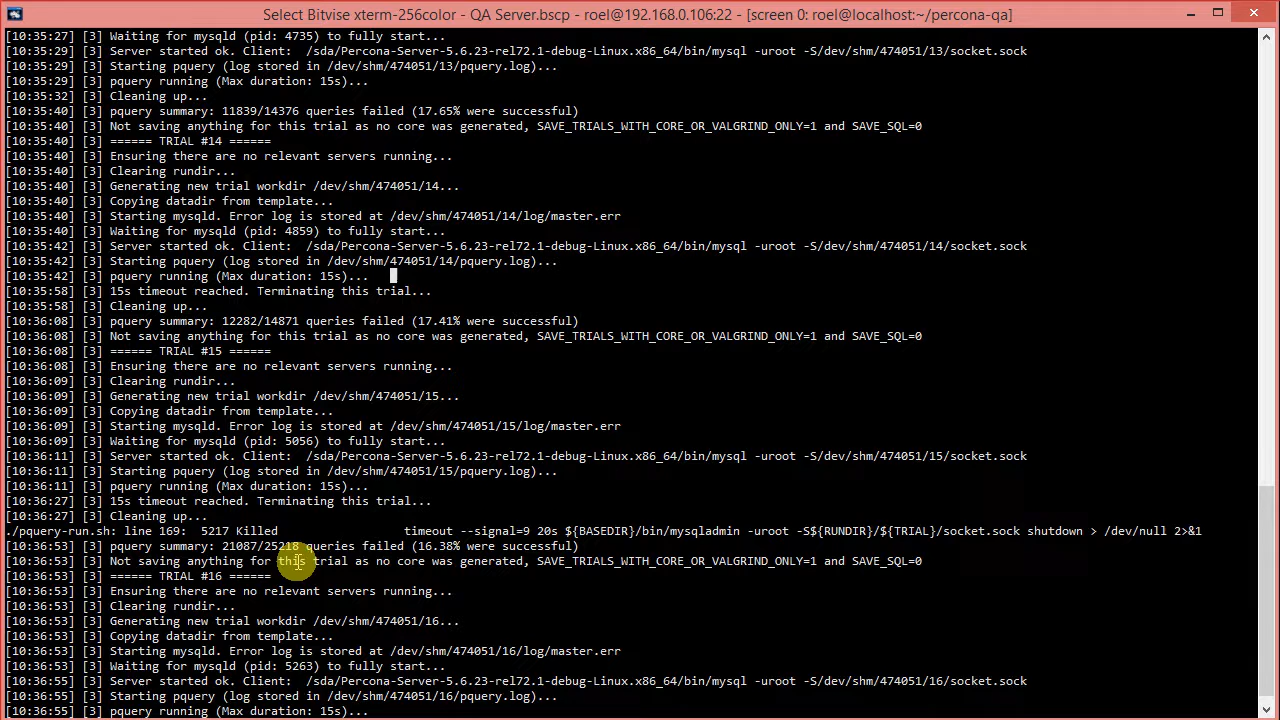 Select Bitvise xterm-256color - QA Server.bscp - roel@192.168.0.106:22 - [screen 0: roel@localhost:~/percona-qa]
[10:35:27] [3] Waiting for mysqld (pid: 4735) to fully start...
[10:35:29] [3] Server started ok. Client:  /sda/Percona-Server-5.6.23-rel72.1-debug-Linux.x86_64/bin/mysql -uroot -S/dev/shm/474051/13/socket.sock
[10:35:29] [3] Starting pquery (log stored in /dev/shm/474051/13/pquery.log)...
[10:35:29] [3] pquery running (Max duration: 15s)...
[10:35:32] [3] Cleaning up...
[10:35:40] [3] pquery summary: 11839/14376 queries failed (17.65% were successful)
[10:35:40] [3] Not saving anything for this trial as no core was generated, SAVE_TRIALS_WITH_CORE_OR_VALGRIND_ONLY=1 and SAVE_SQL=0
[10:35:40] [3] ====== TRIAL #14 ======
[10:35:40] [3] Ensuring there are no relevant servers running...
[10:35:40] [3] Clearing rundir...
[10:35:40] [3] Generating new trial workdir /dev/shm/474051/14...
[10:35:40] [3] Copying datadir from template...
[10:35:40] [3] Starting mysqld. Error log is stored at /dev/shm/474051/14/log/master.err
[10:35:40] [3] Waiting for mysqld (pid: 4859) to fully start...
[10:35:42] [3] Server started ok. Client:  /sda/Percona-Server-5.6.23-rel72.1-debug-Linux.x86_64/bin/mysql -uroot -S/dev/shm/474051/14/socket.sock
[10:35:42] [3] Starting pquery (log stored in /dev/shm/474051/14/pquery.log)...
[10:35:42] [3] pquery running (Max duration: 15s)...
[10:35:58] [3] 15s timeout reached. Terminating this trial...
[10:35:58] [3] Cleaning up...
[10:36:08] [3] pquery summary: 12282/14871 queries failed (17.41% were successful)
[10:36:08] [3] Not saving anything for this trial as no core was generated, SAVE_TRIALS_WITH_CORE_OR_VALGRIND_ONLY=1 and SAVE_SQL=0
[10:36:08] [3] ====== TRIAL #15 ======
[10:36:08] [3] Ensuring there are no relevant servers running...
[10:36:09] [3] Clearing rundir...
[10:36:09] [3] Generating new trial workdir /dev/shm/474051/15...
[10:36:09] [3] Copying datadir from template...
[10:36:09] [3] Starting mysqld. Error log is stored at /dev/shm/474051/15/log/master.err
[10:36:09] [3] Waiting for mysqld (pid: 5056) to fully start...
[10:36:11] [3] Server started ok. Client:  /sda/Percona-Server-5.6.23-rel72.1-debug-Linux.x86_64/bin/mysql -uroot -S/dev/shm/474051/15/socket.sock
[10:36:11] [3] Starting pquery (log stored in /dev/shm/474051/15/pquery.log)...
[10:36:11] [3] pquery running (Max duration: 15s)...
[10:36:27] [3] 15s timeout reached. Terminating this trial...
[10:36:27] [3] Cleaning up...
./pquery-run.sh: line 169:  5217 Killed                  timeout --signal=9 20s ${BASEDIR}/bin/mysqladmin -uroot -S${RUNDIR}/${TRIAL}/socket.sock shutdown > /dev/null 2>&1
[10:36:53] [3] pquery summary: 21087/25218 queries failed (16.38% were successful)
[10:36:53] [3] Not saving anything for this trial as no core was generated, SAVE_TRIALS_WITH_CORE_OR_VALGRIND_ONLY=1 and SAVE_SQL=0
[10:36:53] [3] ====== TRIAL #16 ======
[10:36:53] [3] Ensuring there are no relevant servers running...
[10:36:53] [3] Clearing rundir...
[10:36:53] [3] Generating new trial workdir /dev/shm/474051/16...
[10:36:53] [3] Copying datadir from template...
[10:36:53] [3] Starting mysqld. Error log is stored at /dev/shm/474051/16/log/master.err
[10:36:53] [3] Waiting for mysqld (pid: 5263) to fully start...
[10:36:55] [3] Server started ok. Client:  /sda/Percona-Server-5.6.23-rel72.1-debug-Linux.x86_64/bin/mysql -uroot -S/dev/shm/474051/16/socket.sock
[10:36:55] [3] Starting pquery (log stored in /dev/shm/474051/16/pquery.log)...
[10:36:55] [3] pquery running (Max duration: 15s)...